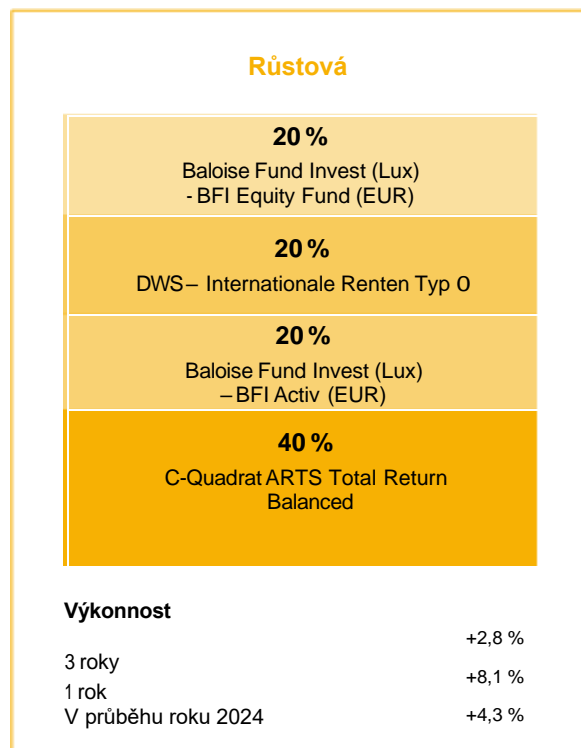 Růstová
20 %
Baloise Fund Invest (Lux)
- BFI Equity Fund (EUR)
20 %
DWS – Internationale Renten Typ O
20 %
Baloise Fund Invest (Lux)
– BFI Activ (EUR)
40 %
C-Quadrat ARTS Total Return
Balanced
Výkonnost
+2,8 %
3 roky
+8,1 %
1 rok
V průběhu roku 2024 +4,3 %